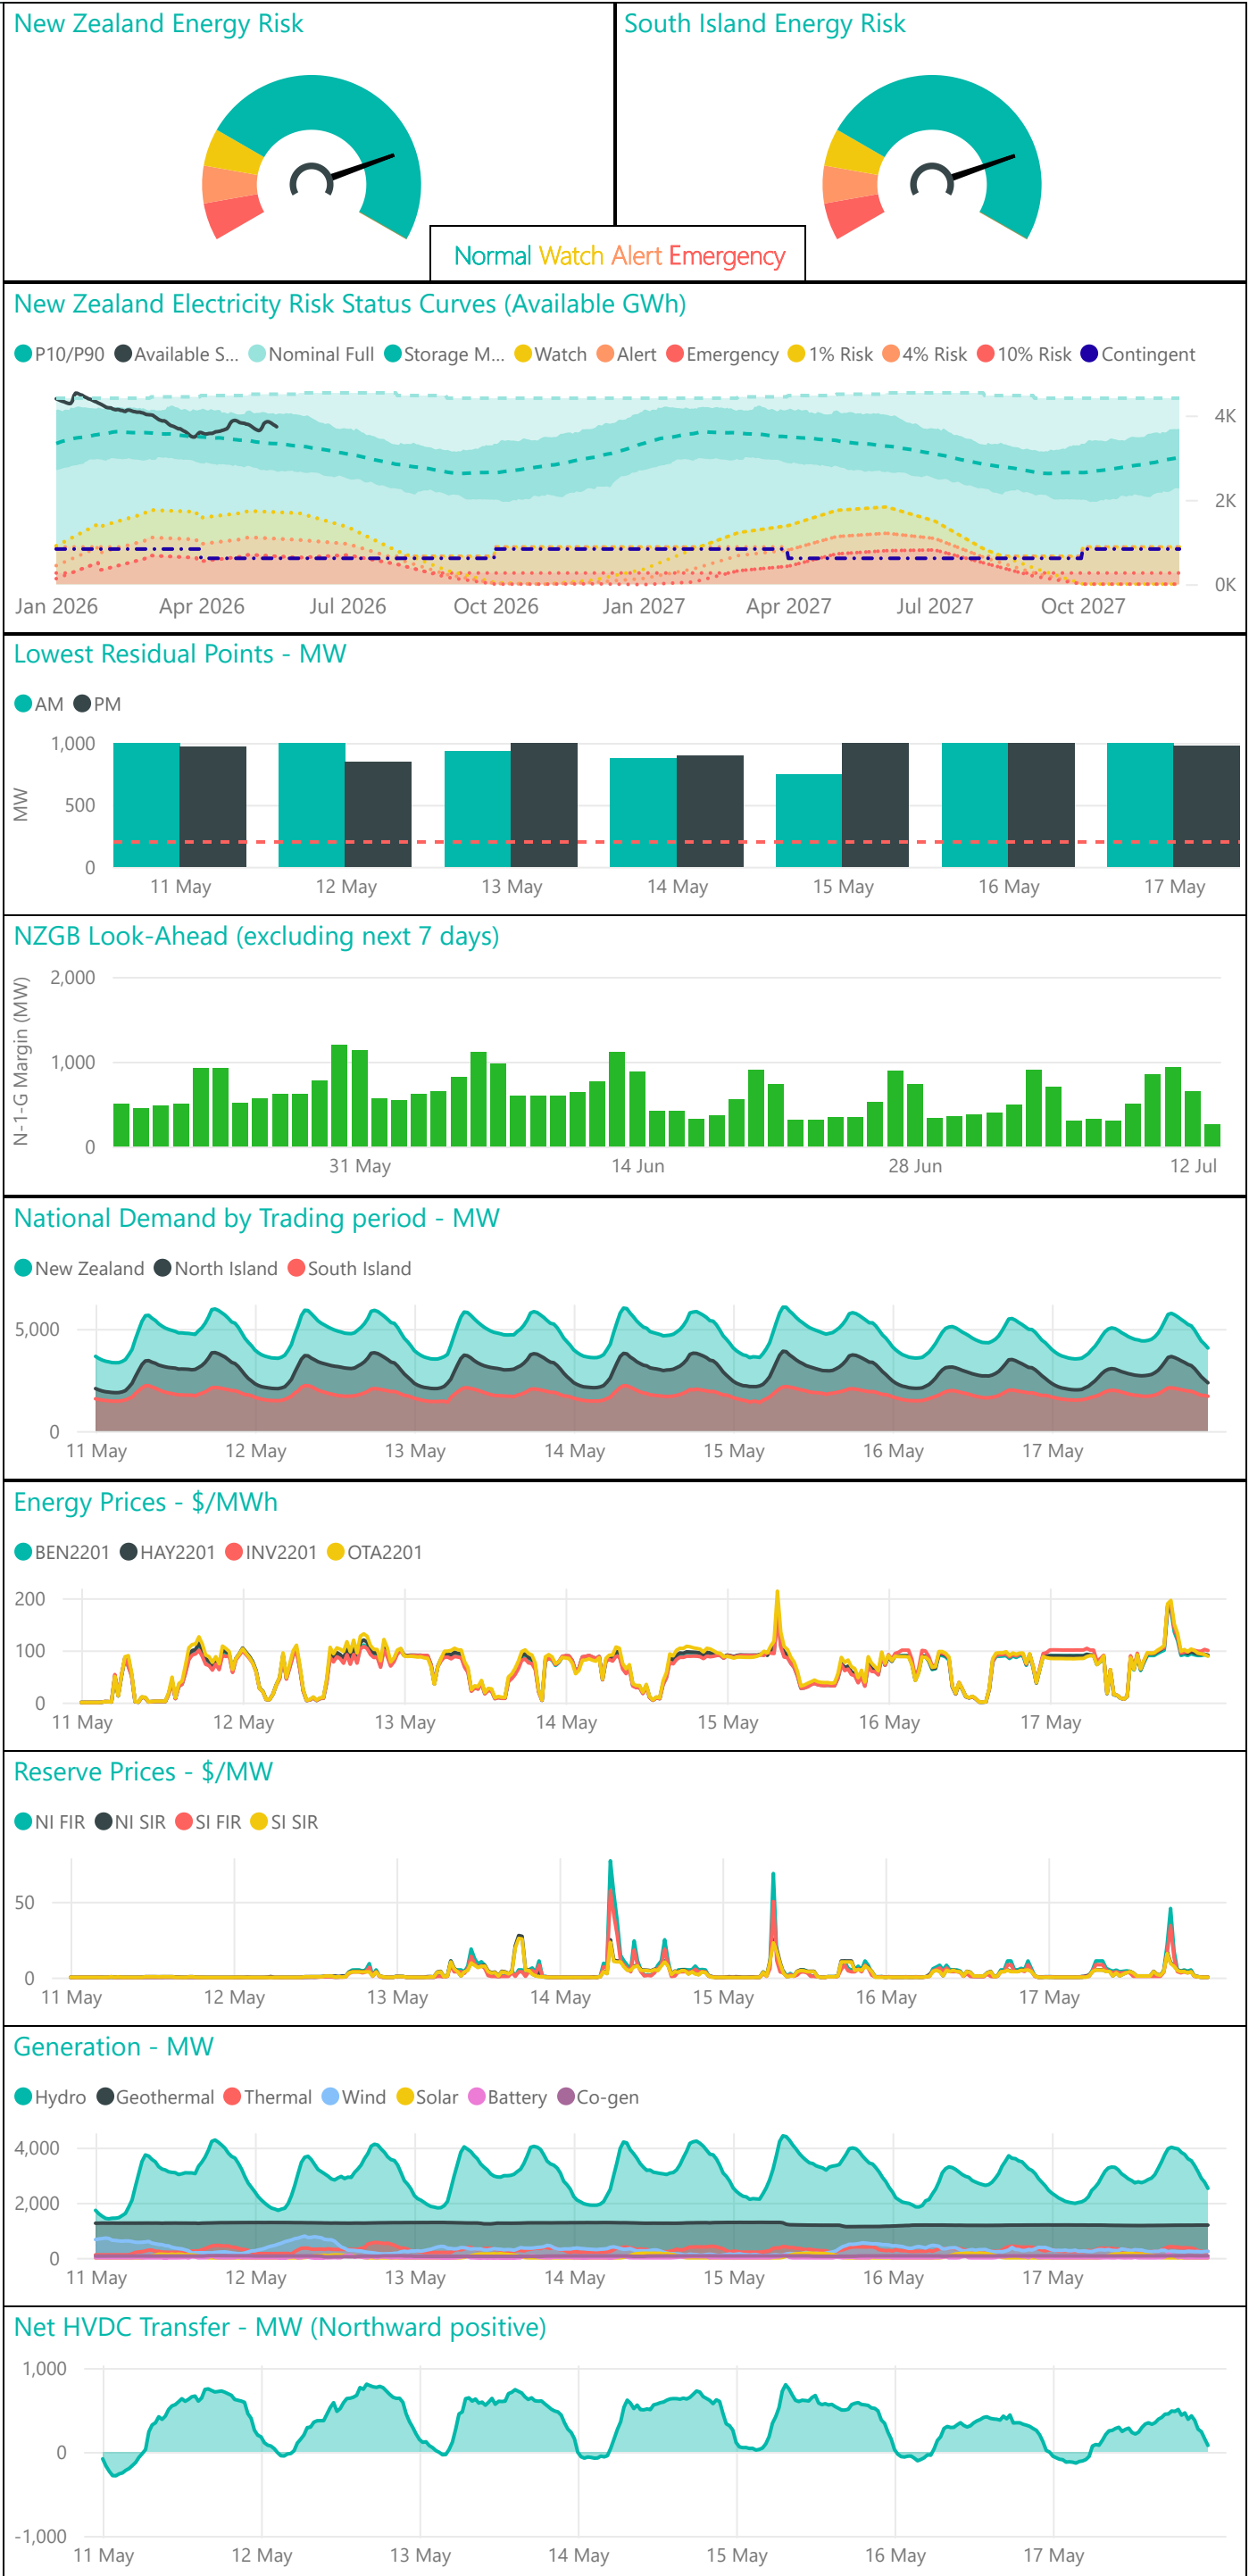 New Zealand Energy Risk
South Island Energy Risk
Normal Watch Alert Emergency
New Zealand Electricity Risk Status Curves (Available GWh)
P10/P90 Available S... Nominal Full Storage M... Watch Alert Emergency 1% Risk 4% Risk 10% Risk Contingent
4K
2K
0K
Jan 2026 Apr 2026 Jul 2026 Oct 2026 Jan 2027 Apr 2027 Jul 2027 Oct 2027
Lowest Residual Points - MW
AM PM
MW
1,000
500
0
11 May 12 May 13 May 14 May 15 May 16 May 17 May
NZGB Look-Ahead (excluding next 7 days)
N-1-G Margin (MW)
2,000
1,000
0
31 May 14 Jun 28 Jun 12 Jul
National Demand by Trading period - MW
New Zealand North Island South Island
5,000
0
11 May 12 May 13 May 14 May 15 May 16 May 17 May
Energy Prices - $/MWh
BEN2201 HAY2201 INV2201 OTA2201
200
100
0
11 May 12 May 13 May 14 May 15 May 16 May 17 May
Reserve Prices - $/MW
NI FIR NI SIR SI FIR SI SIR
50
0
11 May 12 May 13 May 14 May 15 May 16 May 17 May
Generation - MW
Hydro Geothermal Thermal Wind Solar Battery Co-gen
4,000
2,000
0
11 May 12 May 13 May 14 May 15 May 16 May 17 May
Net HVDC Transfer - MW (Northward positive)
1,000
0
-1,000
11 May 12 May 13 May 14 May 15 May 16 May 17 May